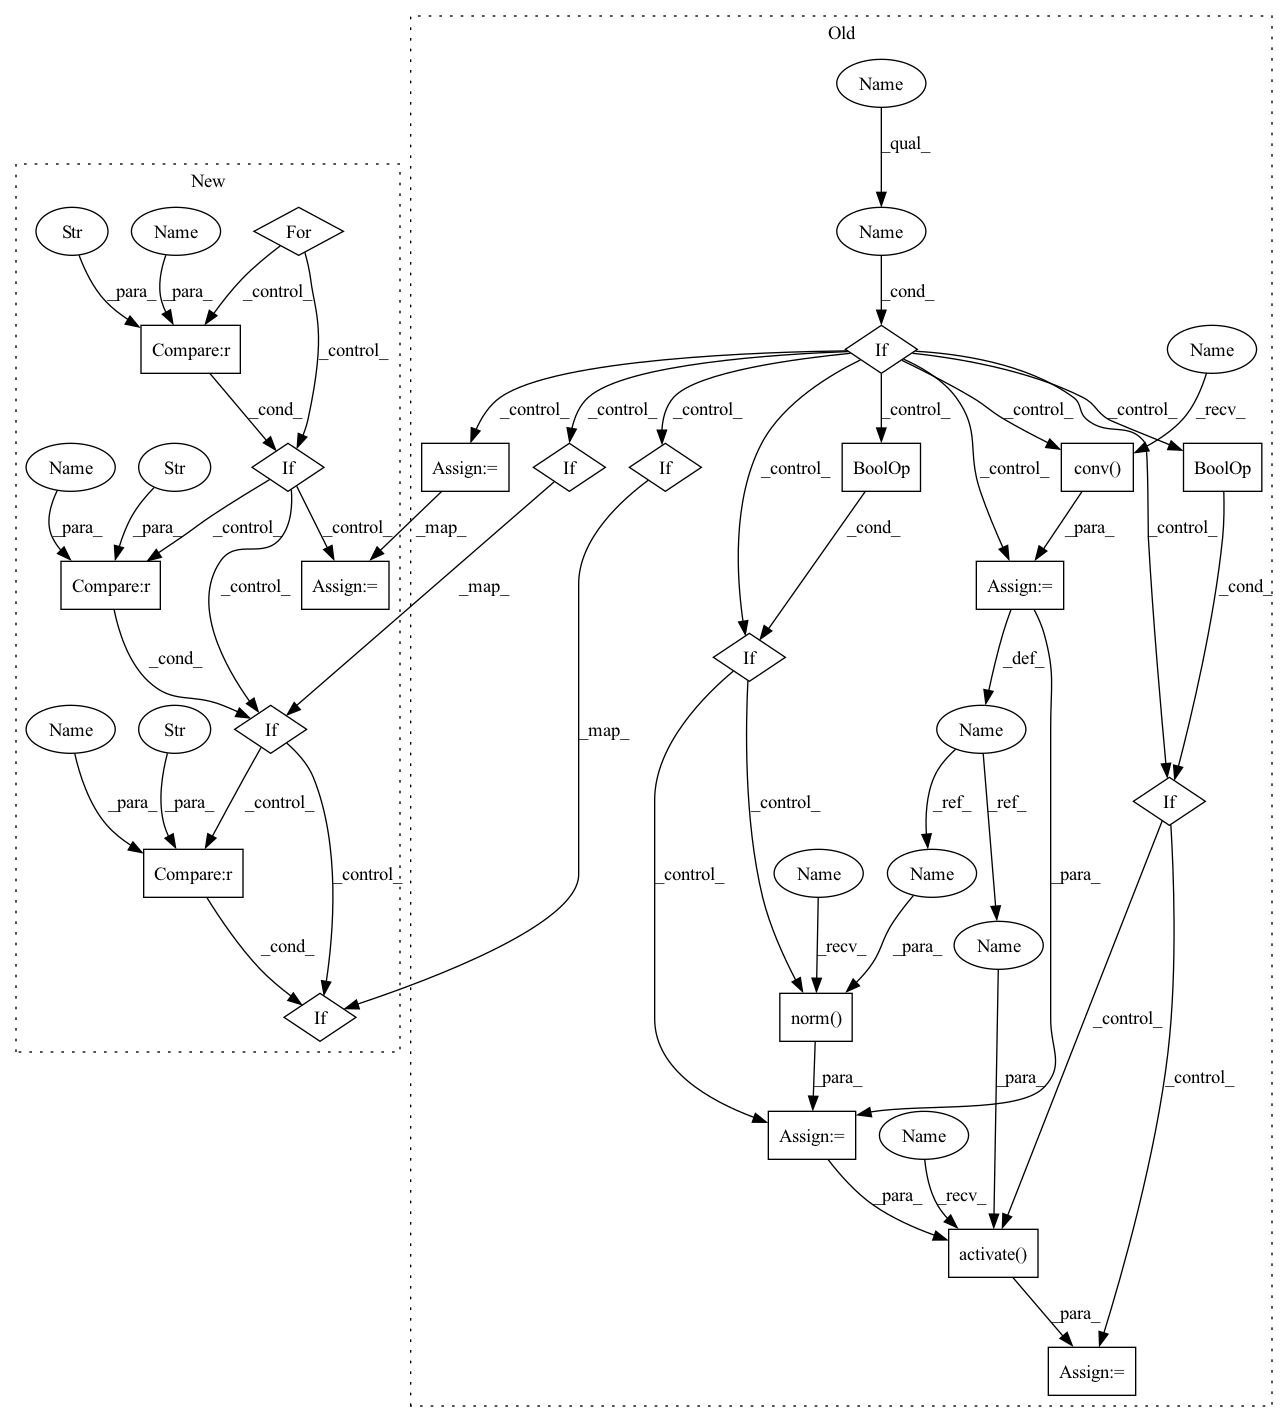 Old
Name
_qual_
New
Str
Name
For
Name
_para_
_para_
_control_
_cond_
Compare:r
_control_
If
Name
_cond_
_control_
_control_
_control_
_control_
_control_
_control_
_control_
_recv_
Name
Str
If
Assign:=
If
If
_control_
BoolOp
_control_
conv()
_control_
BoolOp
_para_
_para_
_control_
_control_
_map_
_cond_
_para_
Compare:r
_control_
Assign:=
_map_
Assign:=
_cond_
_cond_
If
_def_
Name
Str
If
_map_
Name
If
_para_
_para_
_control_
_control_
_control_
_ref_
_ref_
Compare:r
Name
Name
_control_
_para_
_cond_
_recv_
_para_
Name
If
norm()
_control_
_para_
_para_
_control_
Assign:=
Name
_para_
_recv_
activate()
_para_
Assign:=